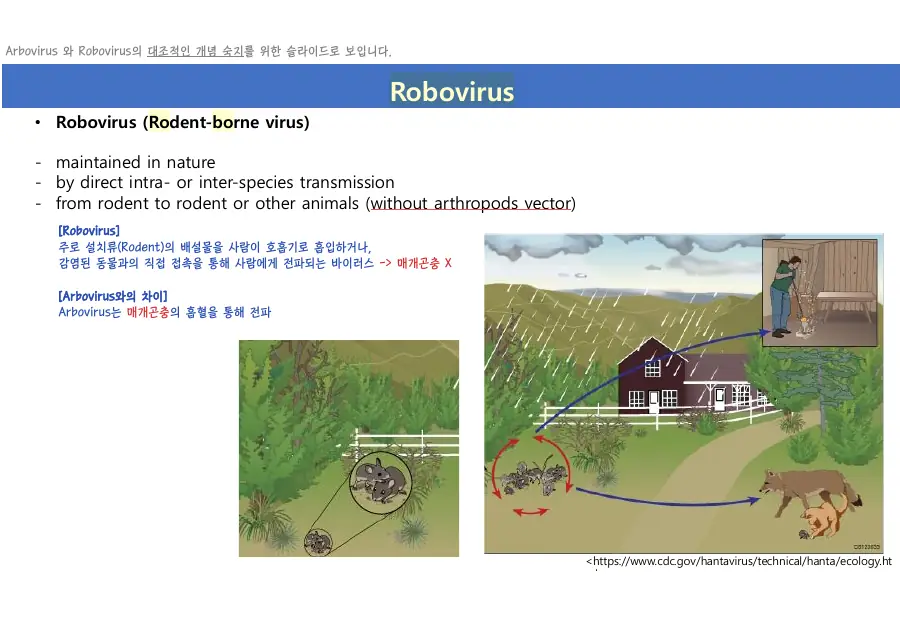 Arbovirus 와 Robovirus의 대조적인 개념 숙지를 위한 슬라이드로 보입니다.
Robovirus
• Robovirus (Rodent-borne virus)
- maintained in nature
- by direct intra- or inter-species transmission
- from rodent to rodent or other animals (without arthropods vector)
[Robovirus]
주로 설치류(Rodent)의 배설물을 사람이 호흡기로 흡입하거나,
감염된 동물과의 직접 접촉을 통해 사람에게 전파되는 바이러스 -> 매개곤충 X
[Arbovirus와의 차이]
Arbovirus는 매개곤충의 흡혈을 통해 전파
<https://www.cdc.gov/hantavirus/technical/hanta/ecology.ht